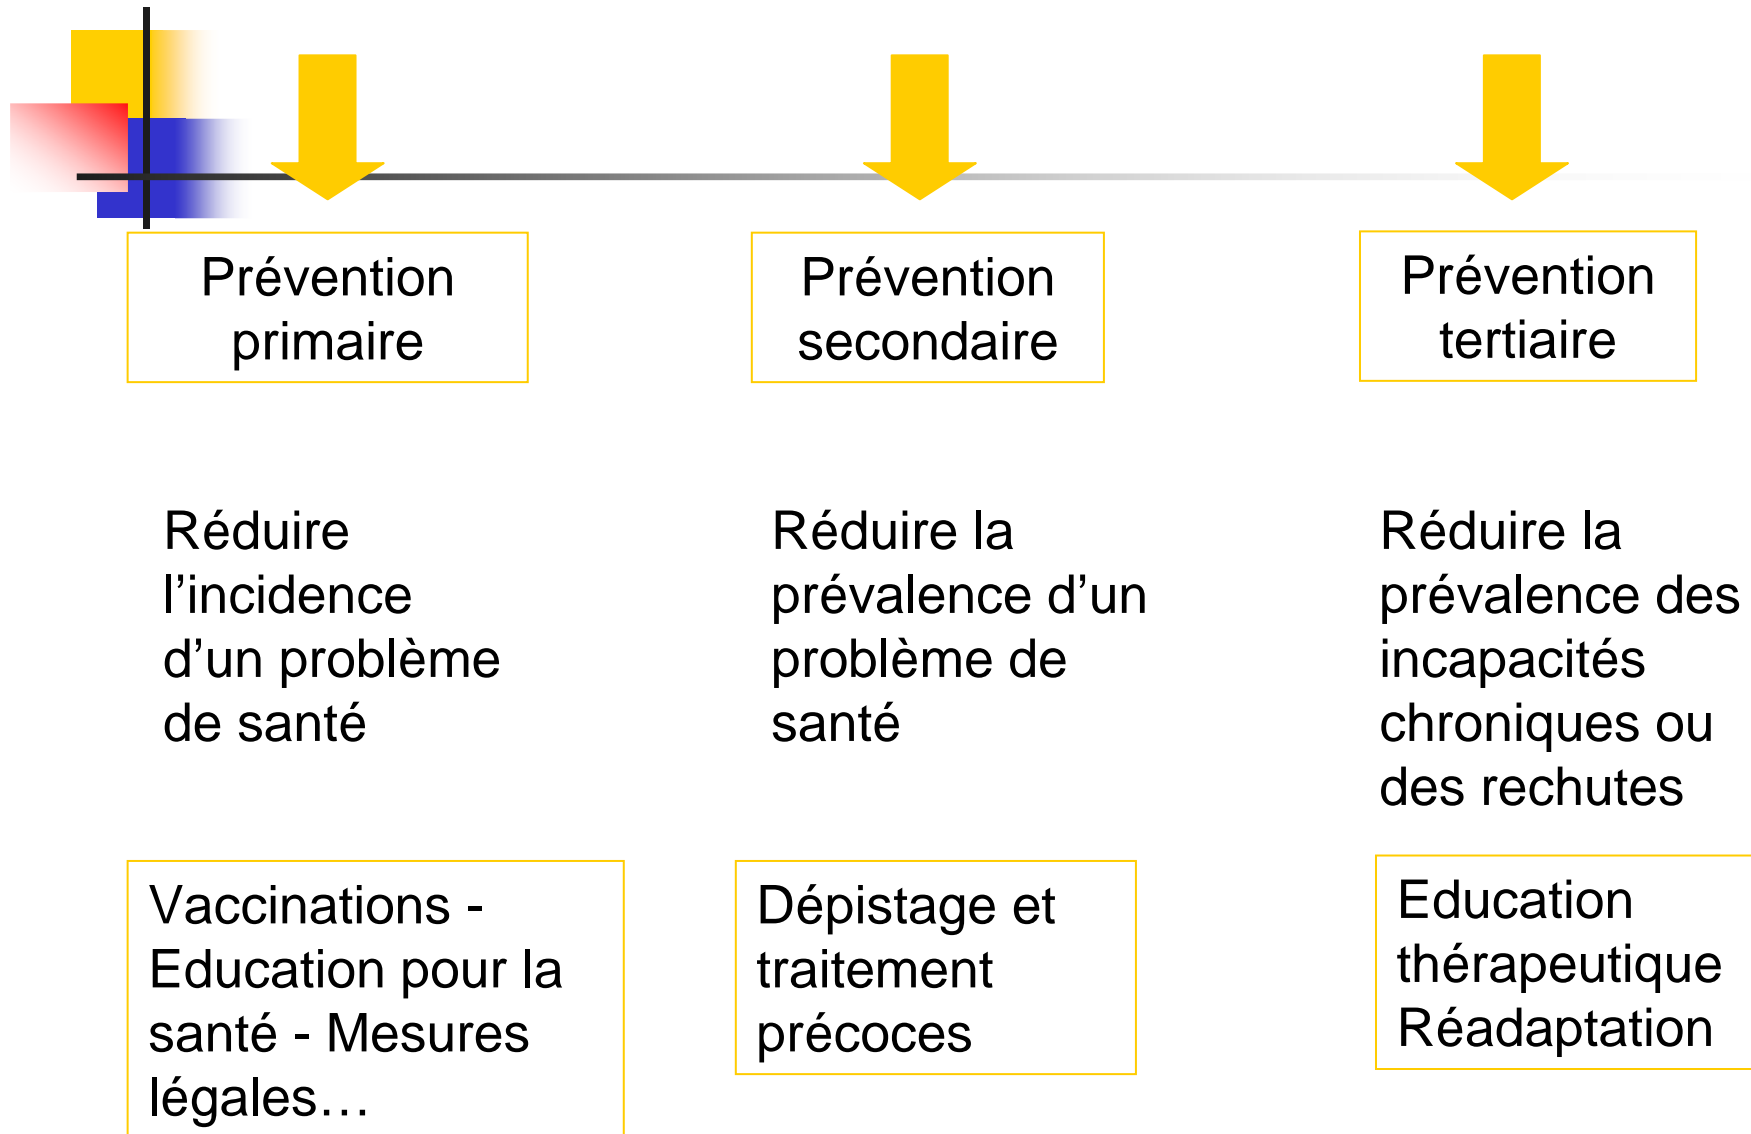 Prévention
primaire
Prévention
secondaire
Prévention
tertiaire
Réduire
l’incidence
d’un problème
de santé
Réduire la
prévalence d’un
problème de
santé
Réduire la
prévalence des
incapacités
chroniques ou
des rechutes
Vaccinations -
Education pour la
santé - Mesures
légales…
Dépistage et
traitement
précoces
Education
thérapeutique
Réadaptation